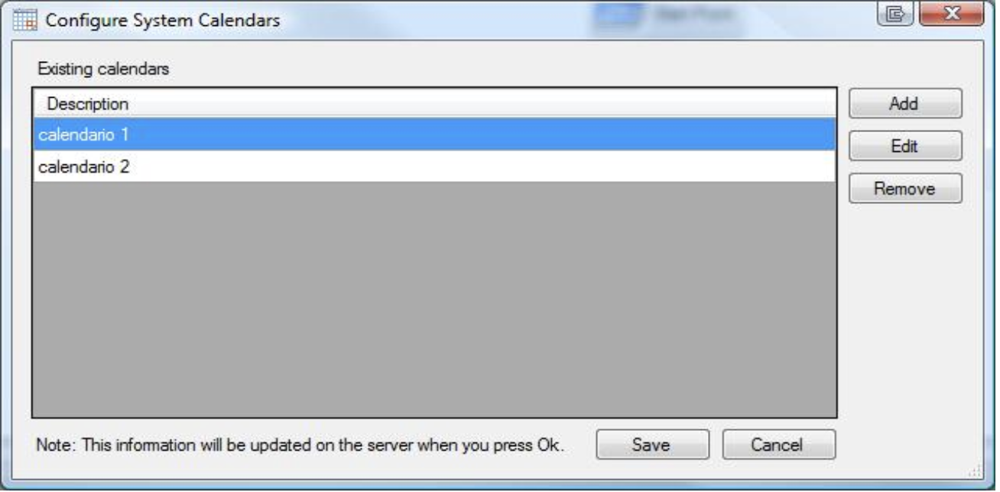 Configure System Calendars
Existing calendars
Description
calendario 1
calendario 2
Add
Edit
Remove
Note: This information will be updated on the server when you press Ok.
Save
Cancel